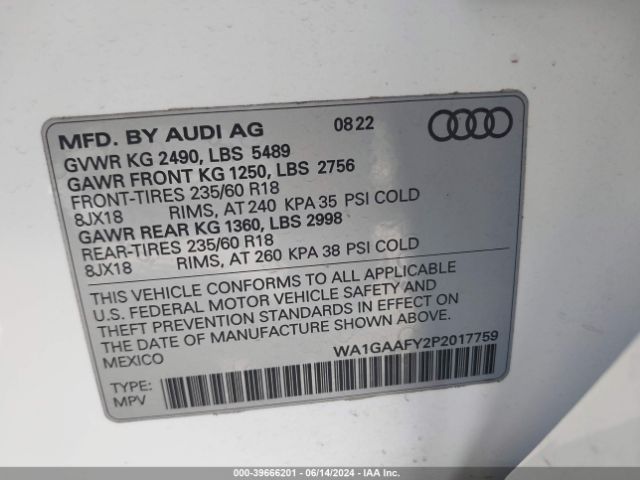 MFD. BY AUDI AG 0822
GVWR KG 2490, LBS 5489
GAWR FRONT KG 1250, LBS 2756
FRONT-TIRES 235/60 R18
8JX18 RIMS, AT 240 KPA 35 PSI COLD
GAWR REAR KG 1360, LBS 2998
REAR-TIRES 235/60 R18
8JX18 RIMS, AT 260 KPA 38 PSI COLD
THIS VEHICLE CONFORMS TO ALL APPLICABLE
U.S. FEDERAL MOTOR VEHICLE SAFETY AND
THEFT PREVENTION STANDARDS IN EFFECT ON
THE DATE OF MANUFACTURE SHOWN ABOVE.
MEXICO
WA1GAAFY2P2017759
TYPE:
MPV
000-39666201 - 06/14/2024 - IAA Inc.